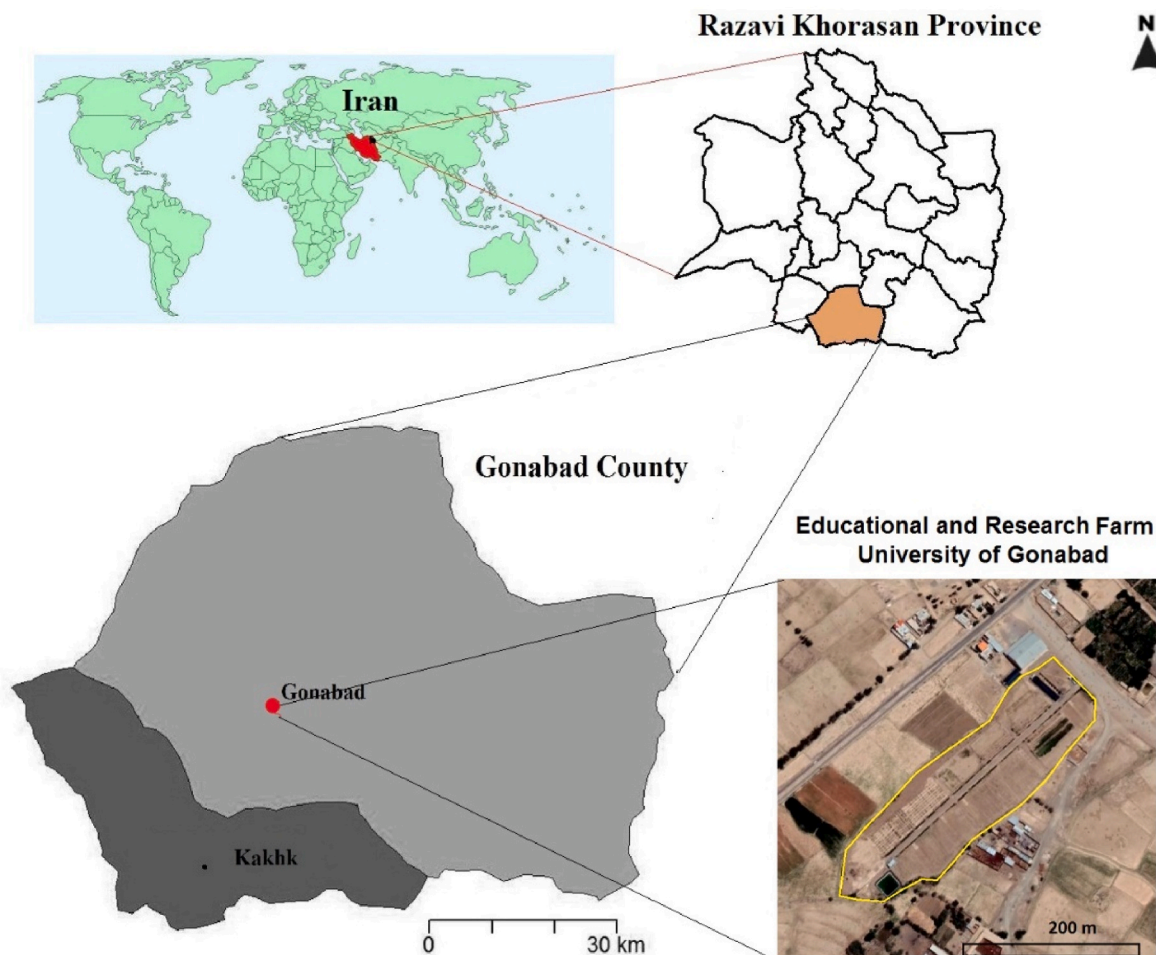 Razavi Khorasan Province
N
Iran
Gonabad County
Educational and Research Farm
University of Gonabad
Gonabad
Kakhk
0 30 km
200 m